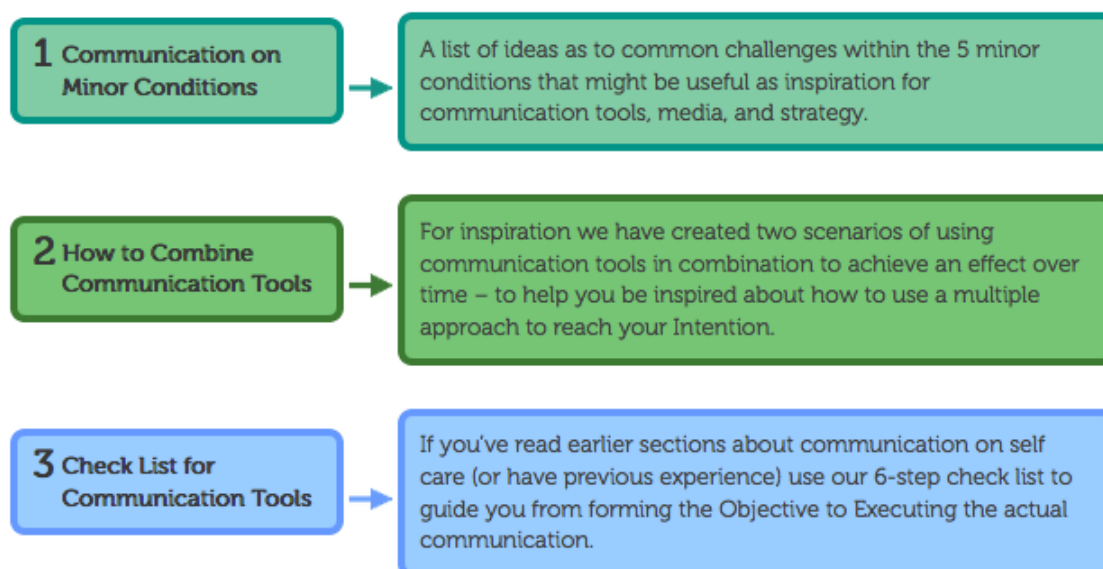 1 Communication on
Minor Conditions
A list of ideas as to common challenges within the 5 minor
conditions that might be useful as inspiration for
communication tools, media, and strategy.
2 How to Combine
Communication Tools
For inspiration we have created two scenarios of using
communication tools in combination to achieve an effect over
time – to help you be inspired about how to use a multiple
approach to reach your Intention.
3 Check List for
Communication Tools
If you've read earlier sections about communication on self
care (or have previous experience) use our 6-step check list to
guide you from forming the Objective to Executing the actual
communication.